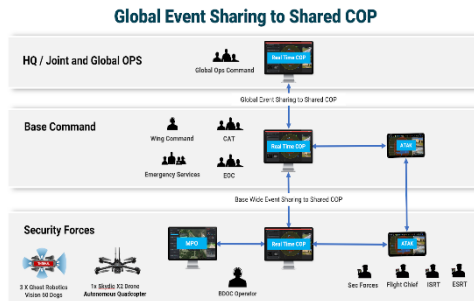 Global Event Sharing to Shared COP
HQ / Joint and Global OPS
Real Time COP
Global Ops Command
Global Event Sharing to Shared COP
Base Command
Wing Command
CAT
Real Time COP
ATAK
Emergency Services
EOC
Base Wide Event Sharing to Shared COP
Security Forces
MPO
Real Time COP
ATAK
3 X Ghost Robotics
Vision 60 Dogs
1x Skydio X2 Drone
Autonomous Quadcopter
BDOC Operator
Sec Forces
Flight Chief
ISRT
ESRT